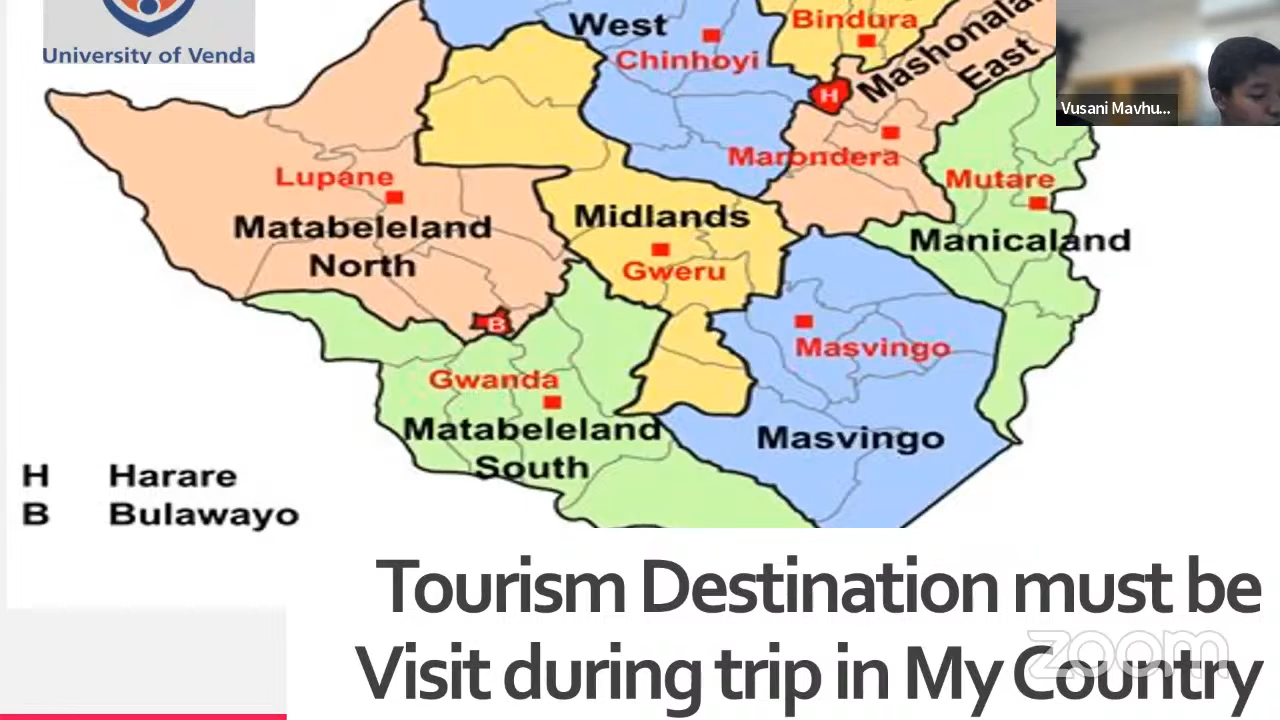 University of Venda
West
Chinhoyi
Bindura
Mashonala
East
H
Vusani Mavhu...
Marondera
Lupane
Mutare
Matabeleland
North
Midlands
Manicaland
Gweru
B
Masvingo
Gwanda
Matabeleland
South
Masvingo
H Harare
B Bulawayo
Tourism Destination must be
Visit during trip in My Country
zoom